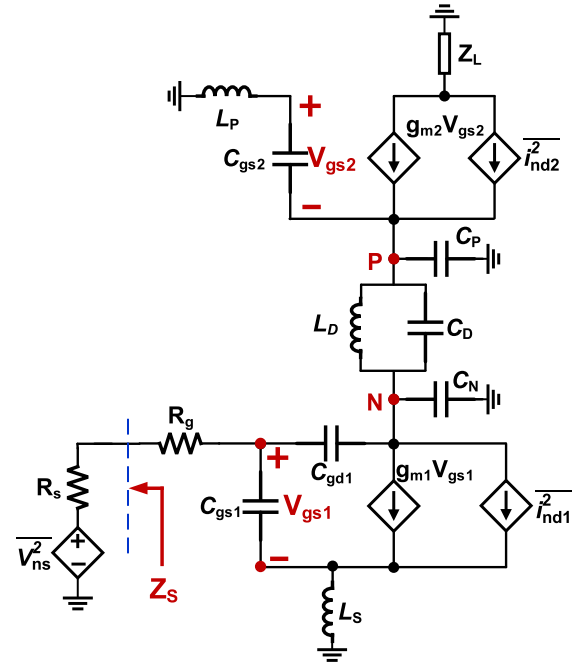 Z_L
+
L_P
g_m2V_gs2
C_gs2
V_gs2
i²_nd2
−
C_P
P
L_D
C_D
C_N
N
R_g
+
C_gd1
g_m1V_gs1
R_s
C_gs1
V_gs1
i²_nd1
V²_ns
+
−
−
Z_S
L_S